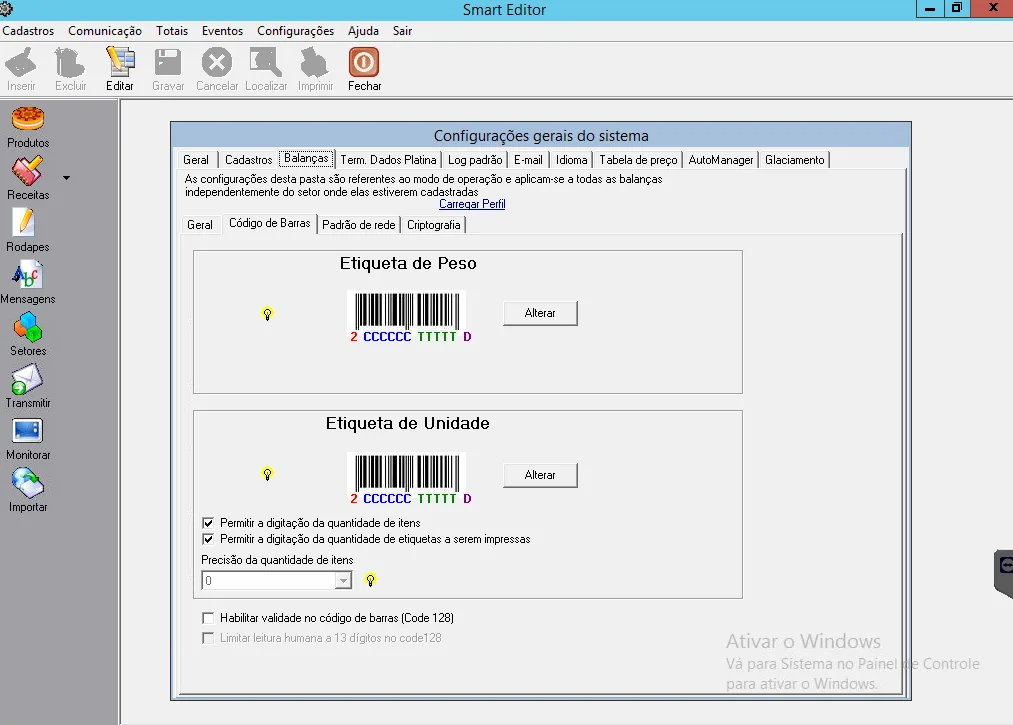 Smart Editor
Cadastros Comunicação Totais Eventos Configurações Ajuda Sair
Inserir Excluir Editar Gravar Cancelar Localizar Imprimir Fechar
Produtos
Receitas
Rodapes
Mensagens
Setores
Transmitir
Monitorar
Importar
Configurações gerais do sistema
Geral Cadastros Balanças Term. Dados Platina Log padrão E-mail Idioma Tabela de preço AutoManager Glaciamento
As configurações desta pasta são referentes ao modo de operação e aplicam-se a todas as balanças
independentemente do setor onde elas estiverem cadastradas
Carregar Perfil
Geral Código de Barras Padrão de rede Criptografia
Etiqueta de Peso
Alterar
2 CCCCCC TTTTT D
Etiqueta de Unidade
Alterar
2 CCCCCC TTTTT D
Permitir a digitação da quantidade de itens
Permitir a digitação da quantidade de etiquetas a serem impressas
Precisão da quantidade de itens
0
Habilitar validade no código de barras (Code 128)
Limitar leitura humana a 13 dígitos no code128
Ativar o Windows
Vá para Sistema no Painel de Controle
para ativar o Windows.